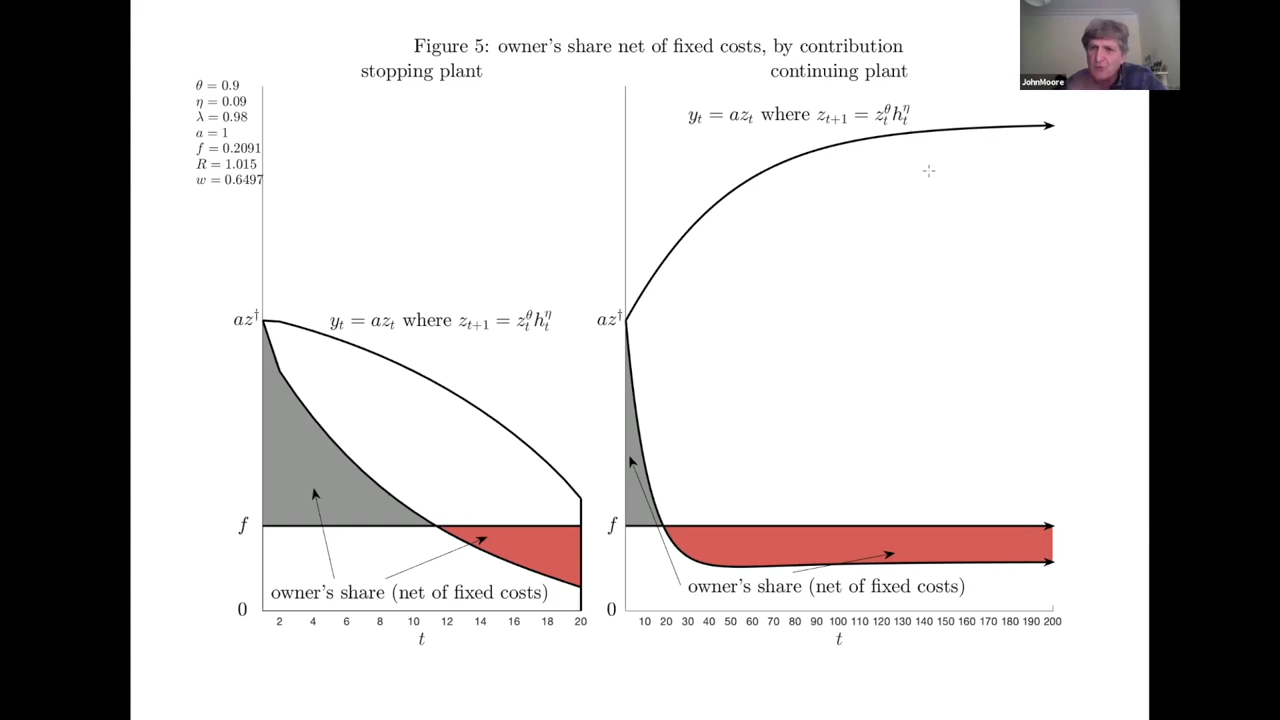 Figure 5: owner's share net of fixed costs, by contribution
stopping plant
continuing plant
θ = 0.9
η = 0.09
λ = 0.98
a = 1
f = 0.2091
R = 1.015
w = 0.6497
y_t = az_t where z_{t+1} = z_t^θ h_t^η
JohnMoore
az†
y_t = az_t where z_{t+1} = z_t^θ h_t^η
az†
f
f
owner's share (net of fixed costs)
owner's share (net of fixed costs)
0
0
2 4 6 8 10 12 14 16 18 20
10 20 30 40 50 60 70 80 90 100 110 120 130 140 150 160 170 180 190 200
t
t